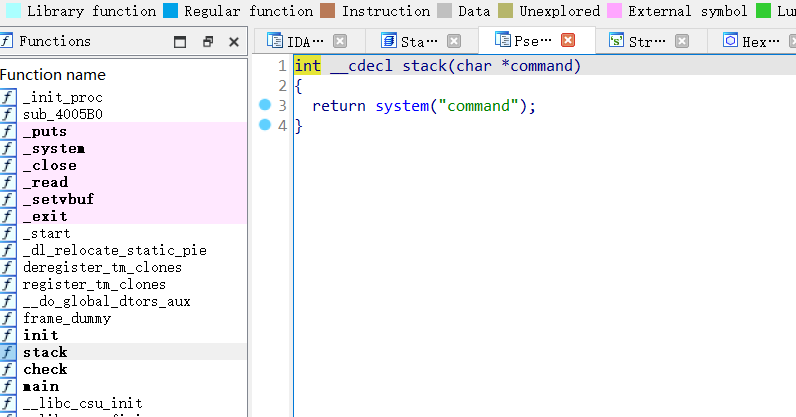 Library function Regular function Instruction Data Unexplored External symbol Lu
Functions
Function name
_init_proc
sub_4005B0
_puts
_system
_close
_read
_setvbuf
_exit
_start
_dl_relocate_static_pie
deregister_tm_clones
register_tm_clones
__do_global_dtors_aux
frame_dummy
init
stack
check
main
__libc_csu_init
IDA… Sta… Pse… Str… Hex…
1 int __cdecl stack(char *command)
2 {
3 return system("command");
4 }